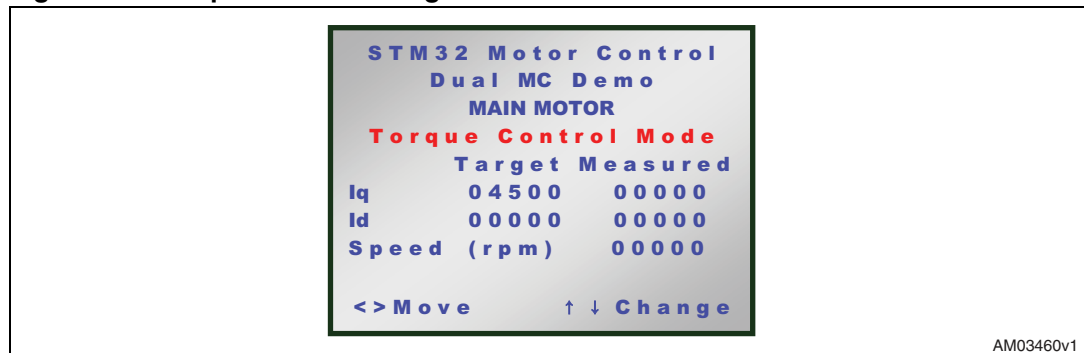 STM32 Motor Control
Dual MC Demo
MAIN MOTOR
Torque Control Mode
Target Measured
Iq 04500 00000
Id 00000 00000
Speed (rpm) 00000
<>Move ↑↓Change
AM03460v1